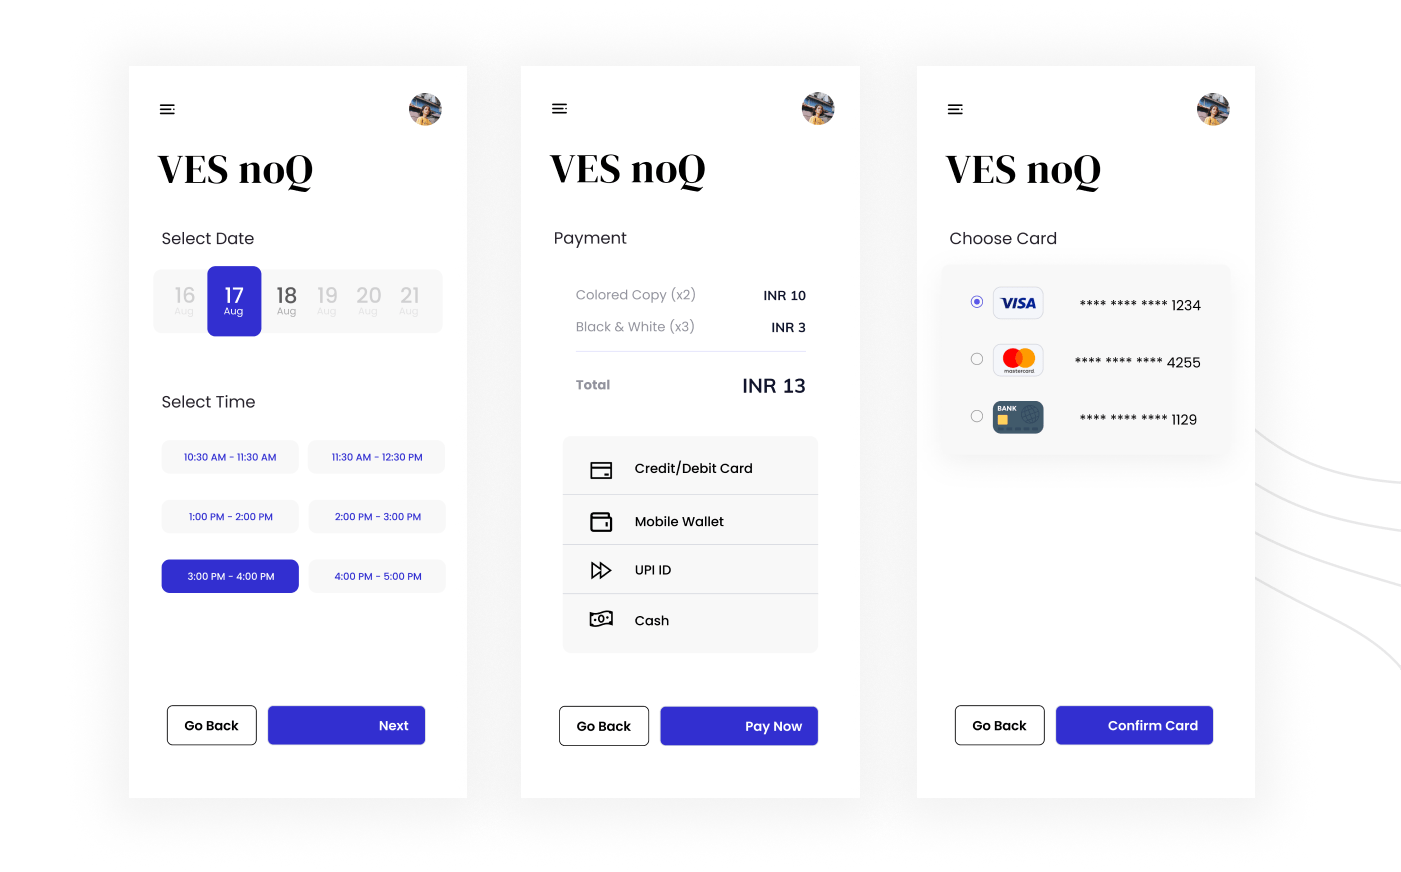 VES noQ
Select Date
16 17 18 19 20 21
Aug Aug Aug Aug Aug Aug
Select Time
10:30 AM - 11:30 AM 11:30 AM - 12:30 PM
1:00 PM - 2:00 PM 2:00 PM - 3:00 PM
3:00 PM - 4:00 PM 4:00 PM - 5:00 PM
Go Back Next
VES noQ
Payment
Colored Copy (x2) INR 10
Black & White (x3) INR 3
Total INR 13
Credit/Debit Card
Mobile Wallet
UPI ID
Cash
Go Back Pay Now
VES noQ
Choose Card
VISA **** **** **** 1234
mastercard **** **** **** 4255
BANK **** **** **** 1129
Go Back Confirm Card